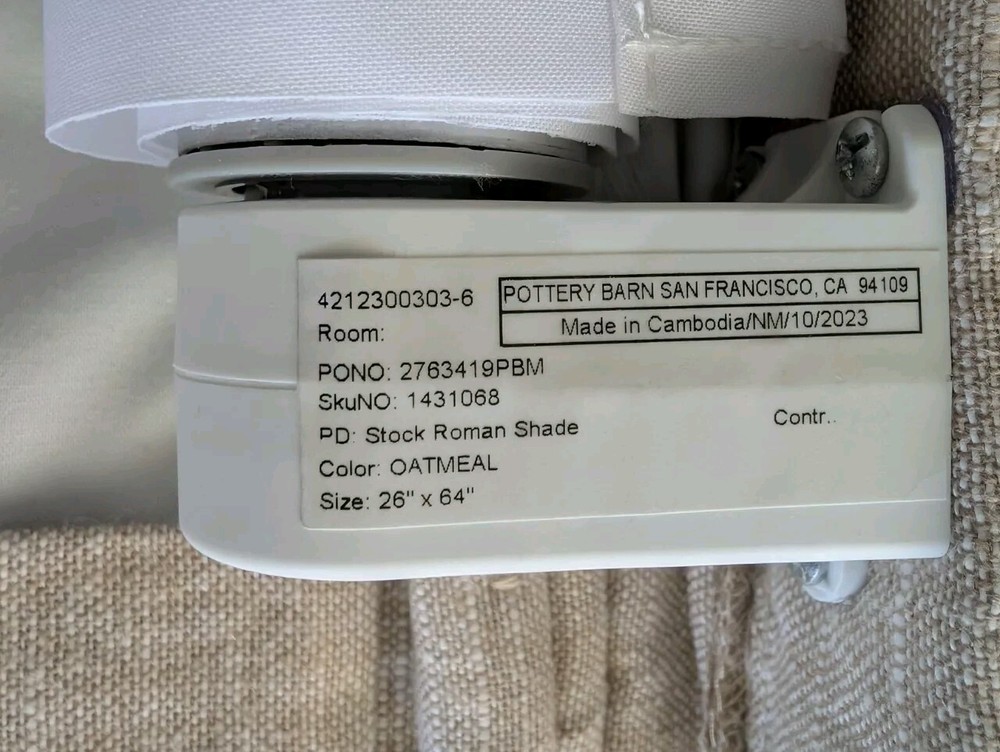 4212300303-6
POTTERY BARN SAN FRANCISCO, CA 94109
Room:
Made in Cambodia/NM/10/2023
PONO: 2763419PBM
SkuNO: 1431068
PD: Stock Roman Shade
Contr..
Color: OATMEAL
Size: 26" x 64"